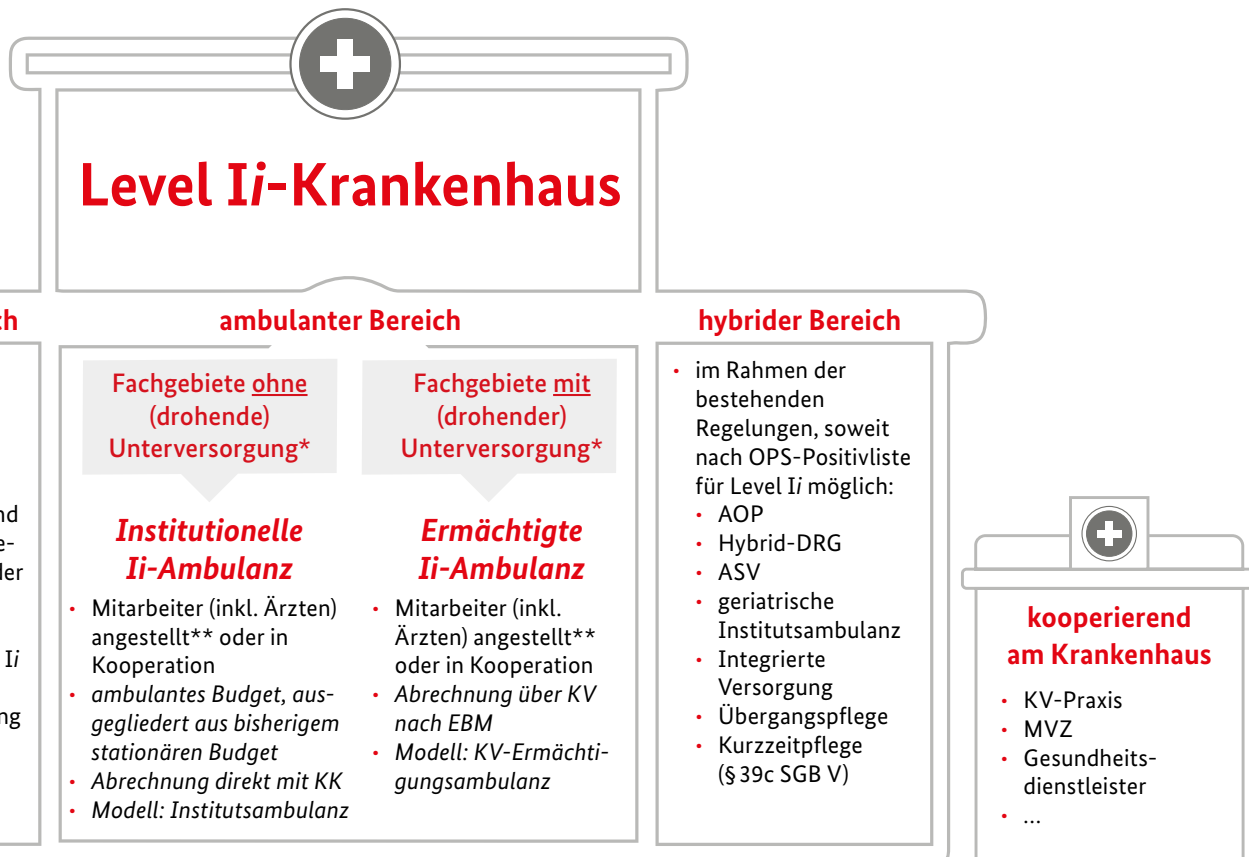 Level Ii-Krankenhaus
ch
nd
e-
der
Ii
ng
ambulanter Bereich
Fachgebiete ohne
(drohende)
Unterversorgung*
Institutionelle
Ii-Ambulanz
• Mitarbeiter (inkl. Ärzten)
angestellt** oder in
Kooperation
• ambulantes Budget, aus-
gegliedert aus bisherigem
stationären Budget
• Abrechnung direkt mit KK
• Modell: Institutsambulanz
Fachgebiete mit
(drohender)
Unterversorgung*
Ermächtigte
Ii-Ambulanz
• Mitarbeiter (inkl.
Ärzten) angestellt**
oder in Kooperation
• Abrechnung über KV
nach EBM
• Modell: KV-Ermächti-
gungsambulanz
hybrider Bereich
• im Rahmen der
bestehenden
Regelungen, soweit
nach OPS-Positivliste
für Level Ii möglich:
• AOP
• Hybrid-DRG
• ASV
• geriatrische
Institutsambulanz
• Integrierte
Versorgung
• Übergangspflege
• Kurzzeitpflege
(§ 39c SGB V)
kooperierend
am Krankenhaus
• KV-Praxis
• MVZ
• Gesundheits-
dienstleister
• ...